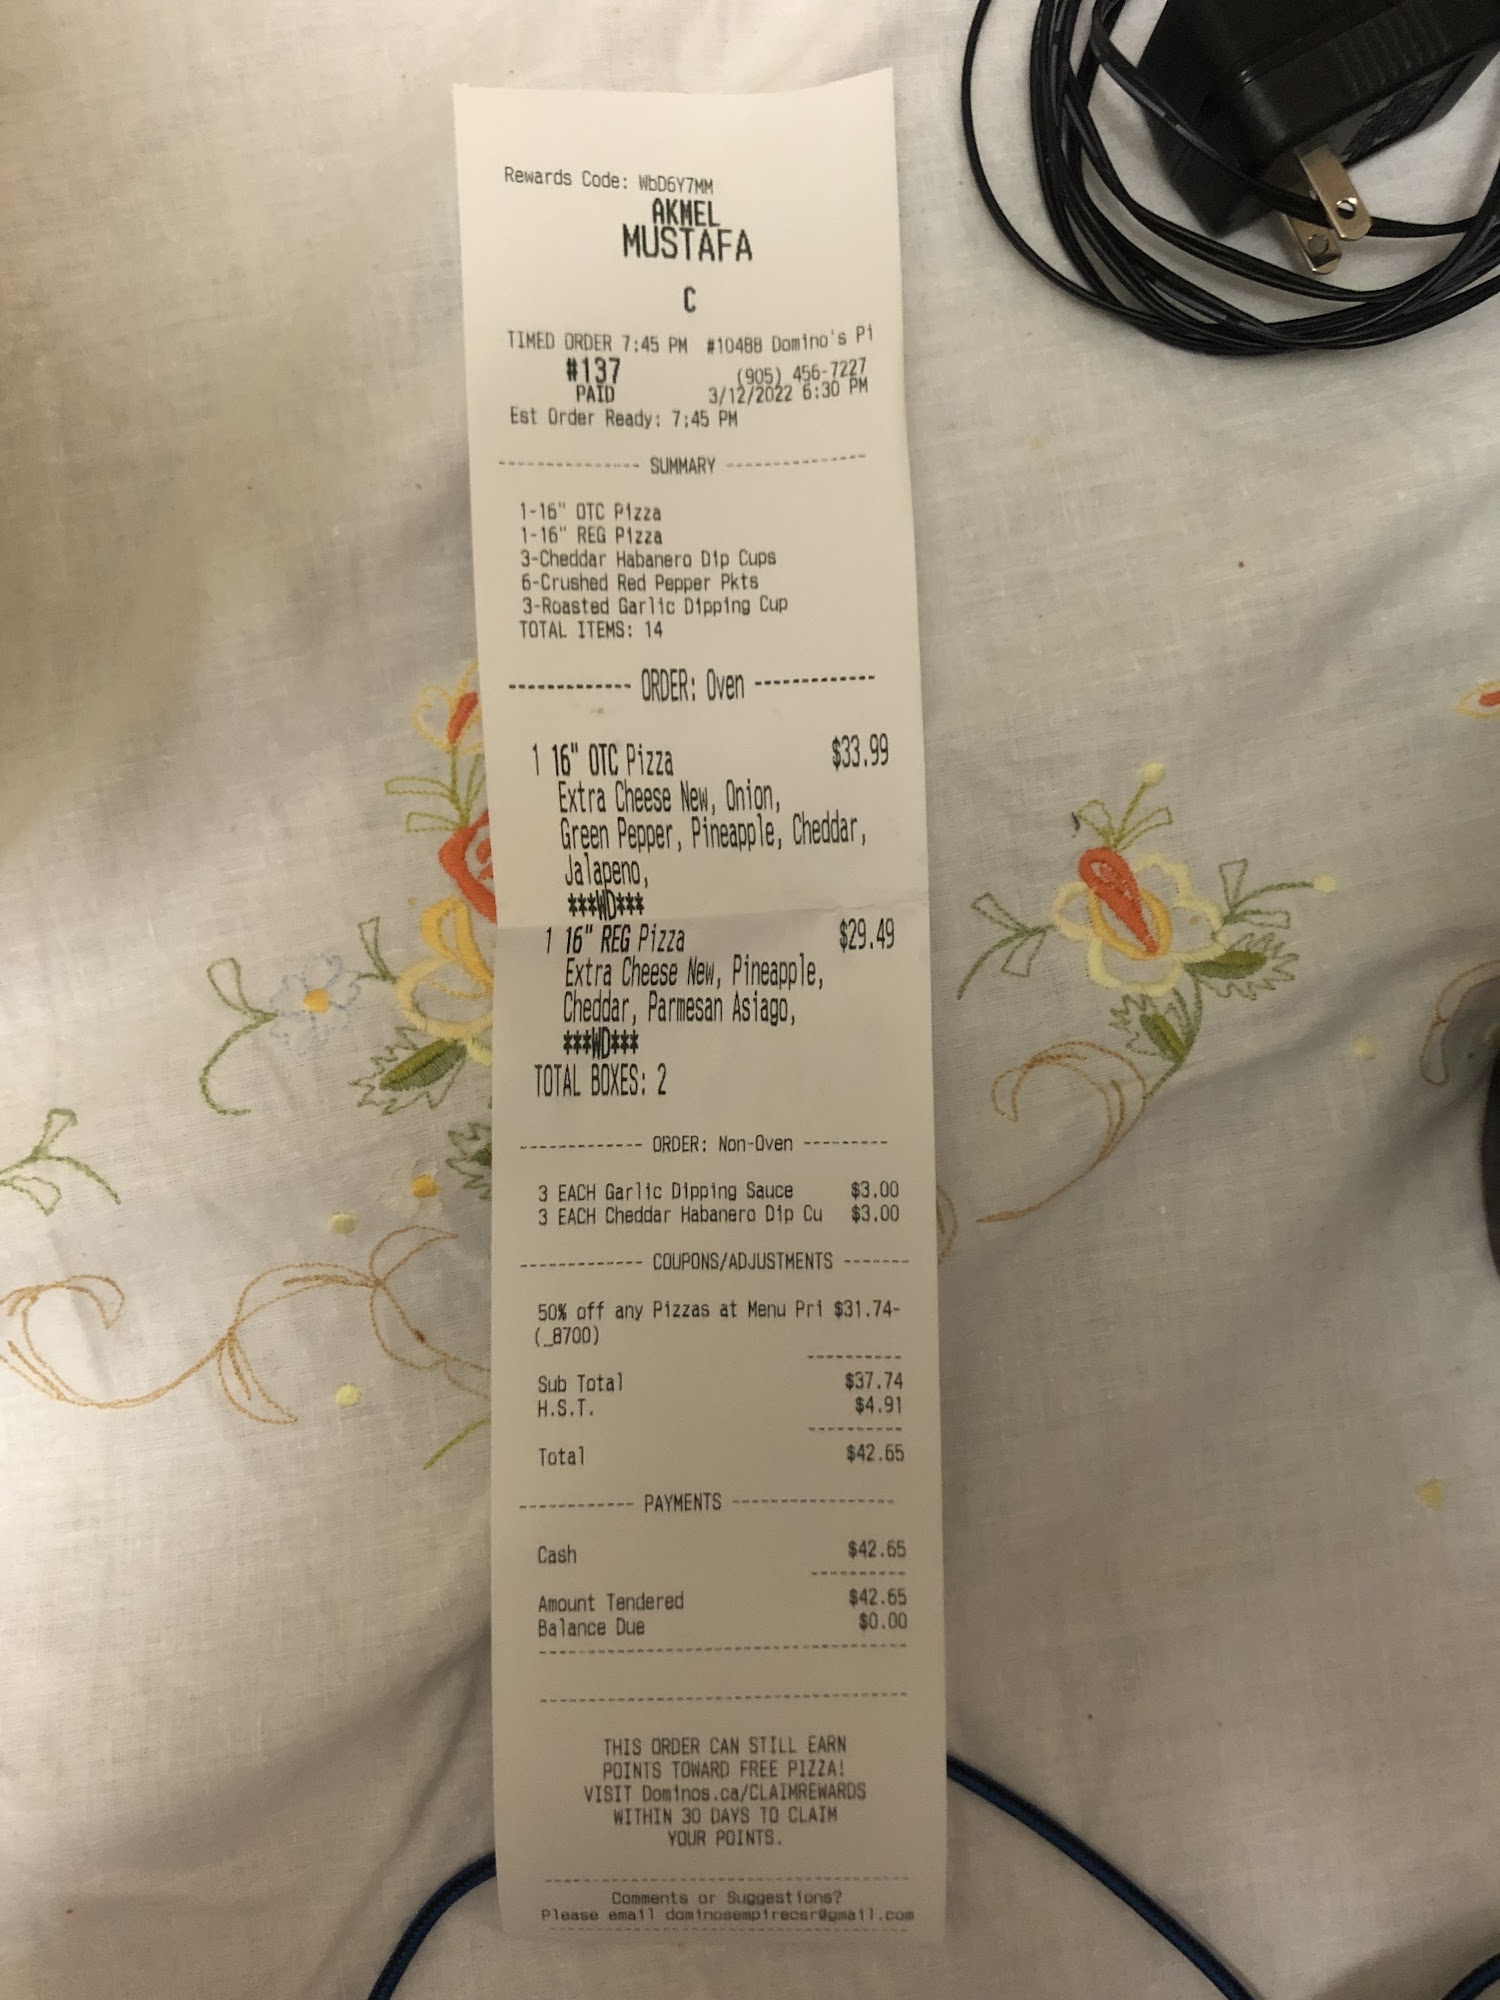 Rewards Code: WbD6Y7MM
AKMEL
MUSTAFA
C
TIMED ORDER 7:45 PM #10488 Domino's Pi
#137 (905) 456-7227
PAID 3/12/2022 6:30 PM
Est Order Ready: 7:45 PM
--------------- SUMMARY ---------------
1-16" OTC Pizza
1-16" REG Pizza
3-Cheddar Habanero Dip Cups
6-Crushed Red Pepper Pkts
3-Roasted Garlic Dipping Cup
TOTAL ITEMS: 14
------------- ORDER: Oven -------------
1 16" OTC Pizza $33.99
Extra Cheese New, Onion,
Green Pepper, Pineapple, Cheddar,
Jalapeno,
***WD***
1 16" REG Pizza $29.49
Extra Cheese New, Pineapple,
Cheddar, Parmesan Asiago,
***WD***
TOTAL BOXES: 2
------------- ORDER: Non-Oven ---------
3 EACH Garlic Dipping Sauce $3.00
3 EACH Cheddar Habanero Dip Cu $3.00
------------- COUPONS/ADJUSTMENTS -------
50% off any Pizzas at Menu Pri $31.74-
(_8700)
Sub Total $37.74
H.S.T. $4.91
Total $42.65
------------ PAYMENTS -----------------
Cash $42.65
Amount Tendered $42.65
Balance Due $0.00
THIS ORDER CAN STILL EARN
POINTS TOWARD FREE PIZZA!
VISIT Dominos.ca/CLAIMREWARDS
WITHIN 30 DAYS TO CLAIM
YOUR POINTS.
Comments or Suggestions?
Please email dominosempirecsr@gmail.com